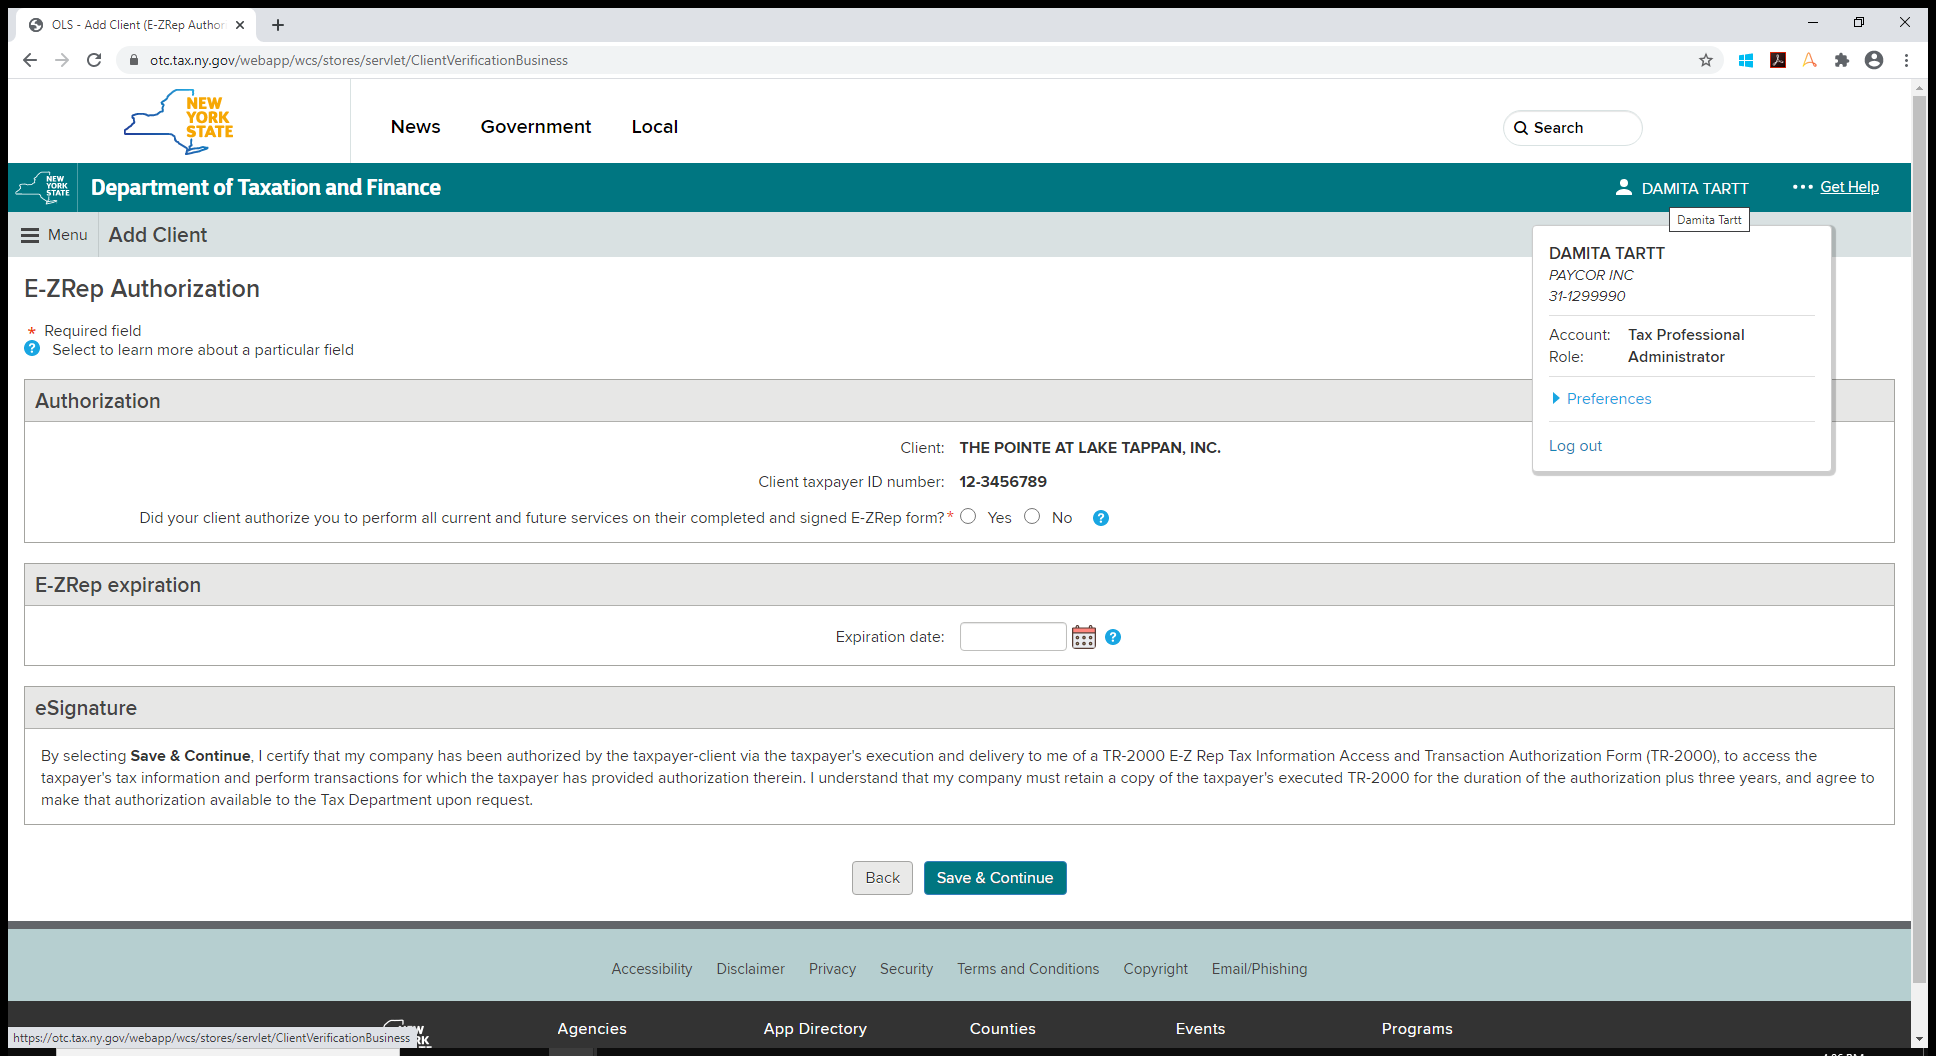 OLS - Add Client (E-ZRep Author
otc.tax.ny.gov/webapp/wcs/stores/servlet/ClientVerificationBusiness
NEW
YORK
STATE
News
Government
Local
Search
NEW
YORK
STATE
Department of Taxation and Finance
DAMITA TARTT
Get Help
Damita Tartt
Menu
Add Client
DAMITA TARTT
PAYCOR INC
31-1299990
Account: Tax Professional
Role: Administrator
Preferences
Log out
E-ZRep Authorization
* Required field
? Select to learn more about a particular field
Authorization
Client: THE POINTE AT LAKE TAPPAN, INC.
Client taxpayer ID number: 12-3456789
Did your client authorize you to perform all current and future services on their completed and signed E-ZRep form?* Yes No ?
E-ZRep expiration
Expiration date: ?
eSignature
By selecting Save & Continue, I certify that my company has been authorized by the taxpayer-client via the taxpayer's execution and delivery to me of a TR-2000 E-Z Rep Tax Information Access and Transaction Authorization Form (TR-2000), to access the
taxpayer's tax information and perform transactions for which the taxpayer has provided authorization therein. I understand that my company must retain a copy of the taxpayer's executed TR-2000 for the duration of the authorization plus three years, and agree to
make that authorization available to the Tax Department upon request.
Back
Save & Continue
Accessibility
Disclaimer
Privacy
Security
Terms and Conditions
Copyright
Email/Phishing
Agencies
App Directory
Counties
Events
Programs
https://otc.tax.ny.gov/webapp/wcs/stores/servlet/ClientVerificationBusiness